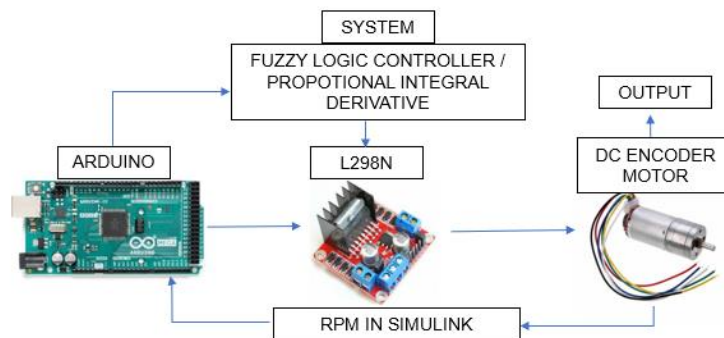 SYSTEM
FUZZY LOGIC CONTROLLER /
PROPOTIONAL INTEGRAL
DERIVATIVE
OUTPUT
ARDUINO
L298N
DC ENCODER
MOTOR
RPM IN SIMULINK